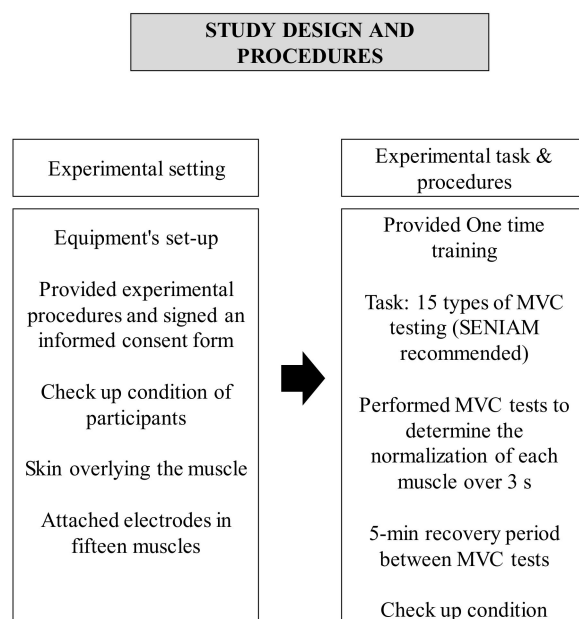 STUDY DESIGN AND
PROCEDURES
Experimental setting
Equipment's set-up
Provided experimental
procedures and signed an
informed consent form
Check up condition of
participants
Skin overlying the muscle
Attached electrodes in
fifteen muscles
Experimental task &
procedures
Provided One time
training
Task: 15 types of MVC
testing (SENIAM
recommended)
Performed MVC tests to
determine the
normalization of each
muscle over 3 s
5-min recovery period
between MVC tests
Check up condition